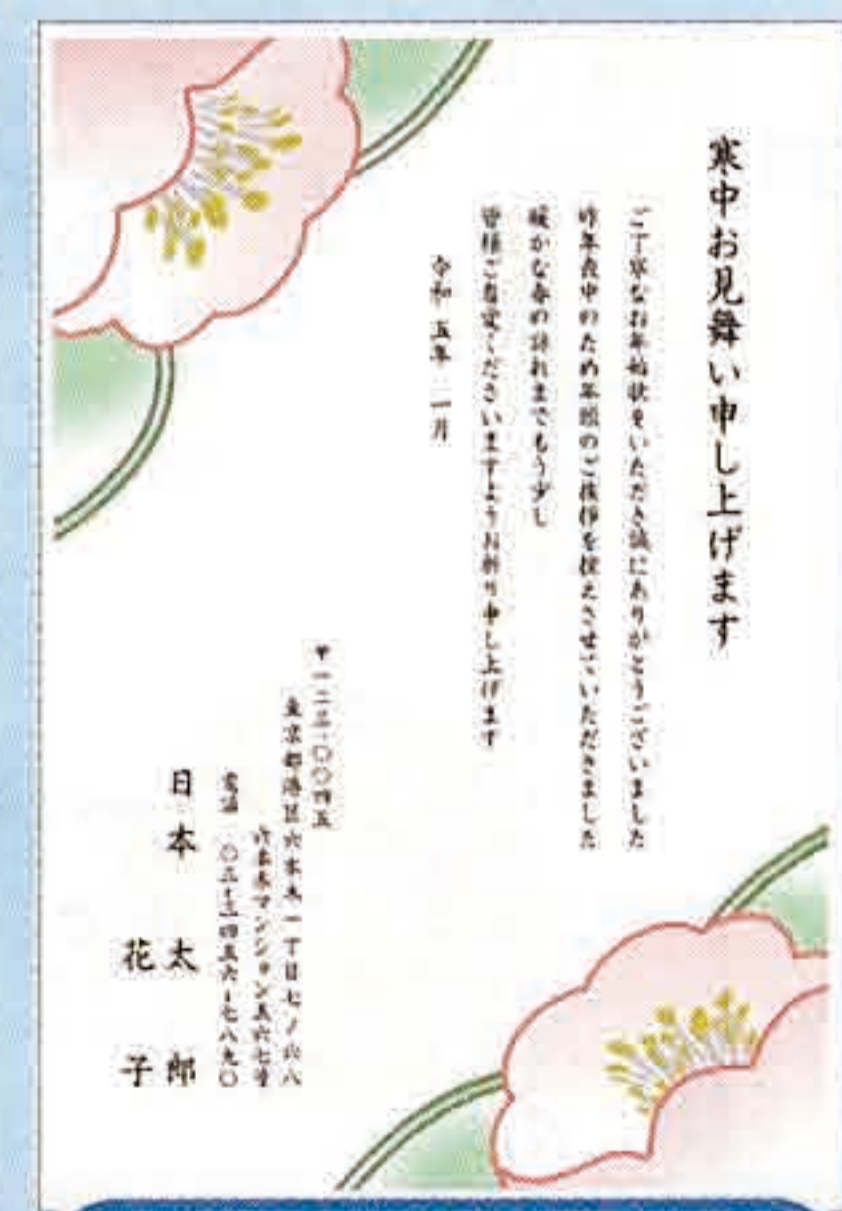 寒中お見舞い申し上げます
ご丁寧なお年始状をいただき誠にありがとうございました
昨年喪中のため年頭のご挨拶を控えさせていただきました
暖かな春の訪れまでもう少し
皆様ご自愛くださいますようお祈り申し上げます
令和五年 一月
〒一二三-〇〇四五
東京都港区六本木一丁目七ノ六八
六本木マンション五六七号
電話 〇三-三四五六-七八九〇
日本 太郎
花子